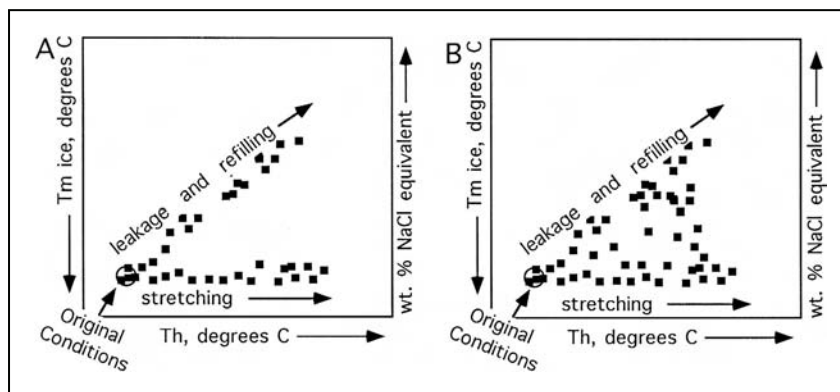 A
Tm ice, degrees C
leakage and refilling
wt. % NaCl equivalent
stretching
Original
Conditions
Th, degrees C
B
Tm ice, degrees C
leakage and refilling
wt. % NaCl equivalent
stretching
Original
Conditions
Th, degrees C